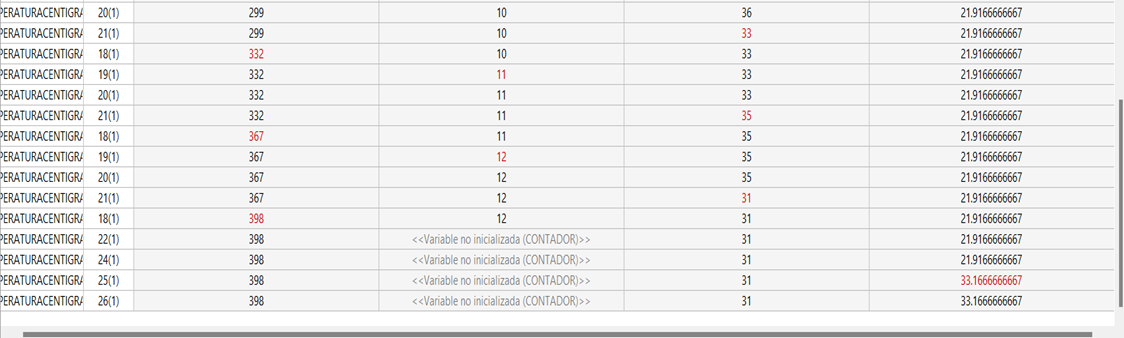 PERATURACENTIGRA 20(1) 299 10 36 21.9166666667
PERATURACENTIGRA 21(1) 299 10 33 21.9166666667
PERATURACENTIGRA 18(1) 332 10 33 21.9166666667
PERATURACENTIGRA 19(1) 332 11 33 21.9166666667
PERATURACENTIGRA 20(1) 332 11 33 21.9166666667
PERATURACENTIGRA 21(1) 332 11 35 21.9166666667
PERATURACENTIGRA 18(1) 367 11 35 21.9166666667
PERATURACENTIGRA 19(1) 367 12 35 21.9166666667
PERATURACENTIGRA 20(1) 367 12 35 21.9166666667
PERATURACENTIGRA 21(1) 367 12 31 21.9166666667
PERATURACENTIGRA 18(1) 398 12 31 21.9166666667
PERATURACENTIGRA 22(1) 398 <<Variable no inicializada (CONTADOR)>> 31 21.9166666667
PERATURACENTIGRA 24(1) 398 <<Variable no inicializada (CONTADOR)>> 31 21.9166666667
PERATURACENTIGRA 25(1) 398 <<Variable no inicializada (CONTADOR)>> 31 33.1666666667
PERATURACENTIGRA 26(1) 398 <<Variable no inicializada (CONTADOR)>> 31 33.1666666667